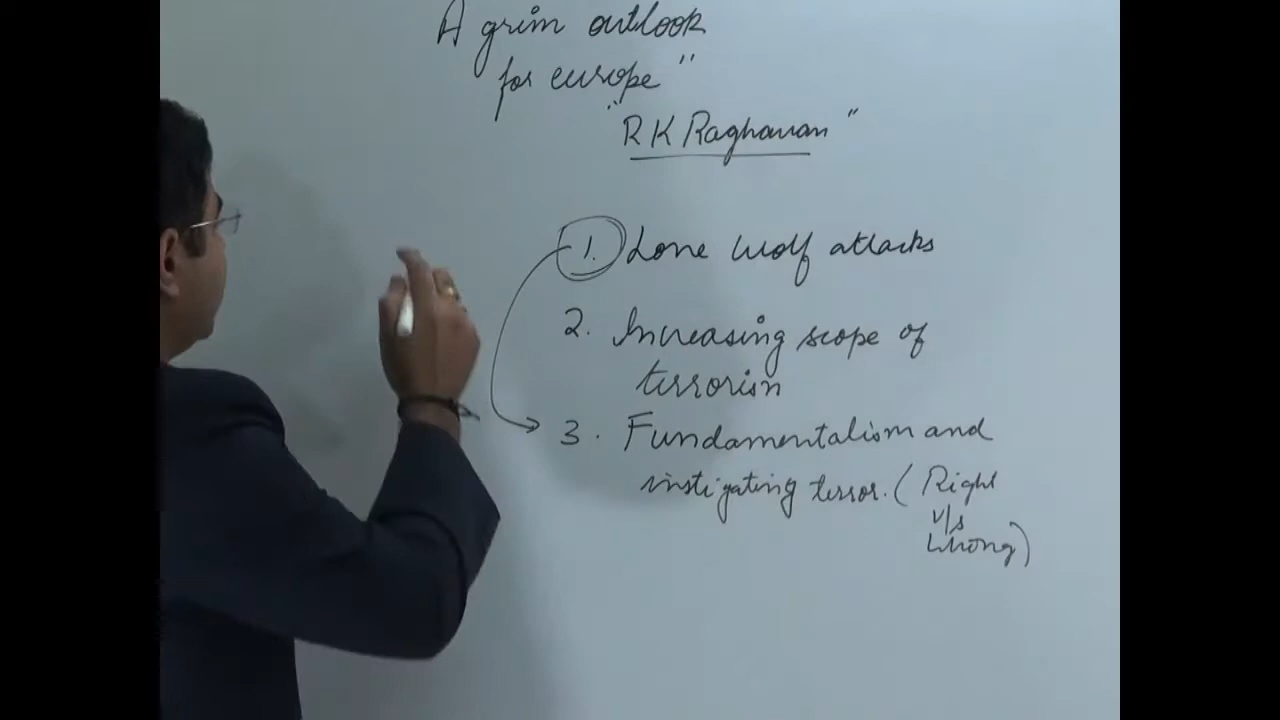 A grim outlook
for europe"
"RK Raghavan"
1. Lone wolf attacks
2. Increasing scope of
terrorism
3. Fundamentalism and
instigating terror. (Right
v/s
Wrong)